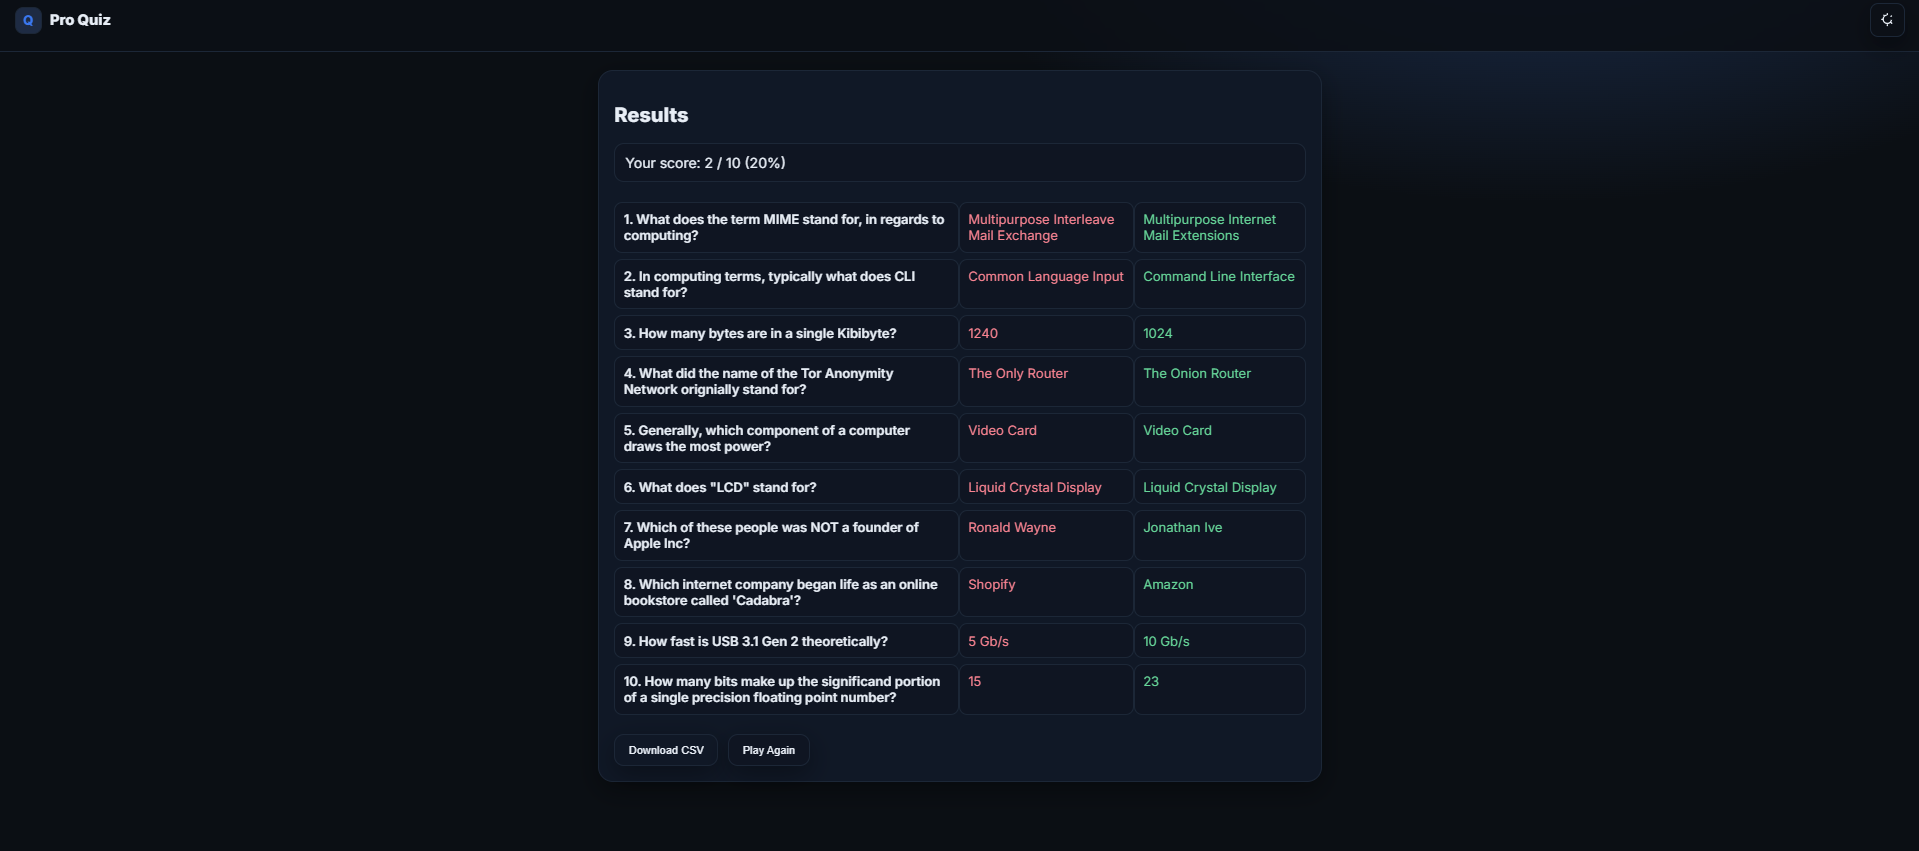 Q Pro Quiz
Results
Your score: 2 / 10 (20%)
1. What does the term MIME stand for, in regards to
computing?
Multipurpose Interleave
Mail Exchange
Multipurpose Internet
Mail Extensions
2. In computing terms, typically what does CLI
stand for?
Common Language Input
Command Line Interface
3. How many bytes are in a single Kibibyte?
1240
1024
4. What did the name of the Tor Anonymity
Network orignially stand for?
The Only Router
The Onion Router
5. Generally, which component of a computer
draws the most power?
Video Card
Video Card
6. What does "LCD" stand for?
Liquid Crystal Display
Liquid Crystal Display
7. Which of these people was NOT a founder of
Apple Inc?
Ronald Wayne
Jonathan Ive
8. Which internet company began life as an online
bookstore called 'Cadabra'?
Shopify
Amazon
9. How fast is USB 3.1 Gen 2 theoretically?
5 Gb/s
10 Gb/s
10. How many bits make up the significand portion
of a single precision floating point number?
15
23
Download CSV
Play Again